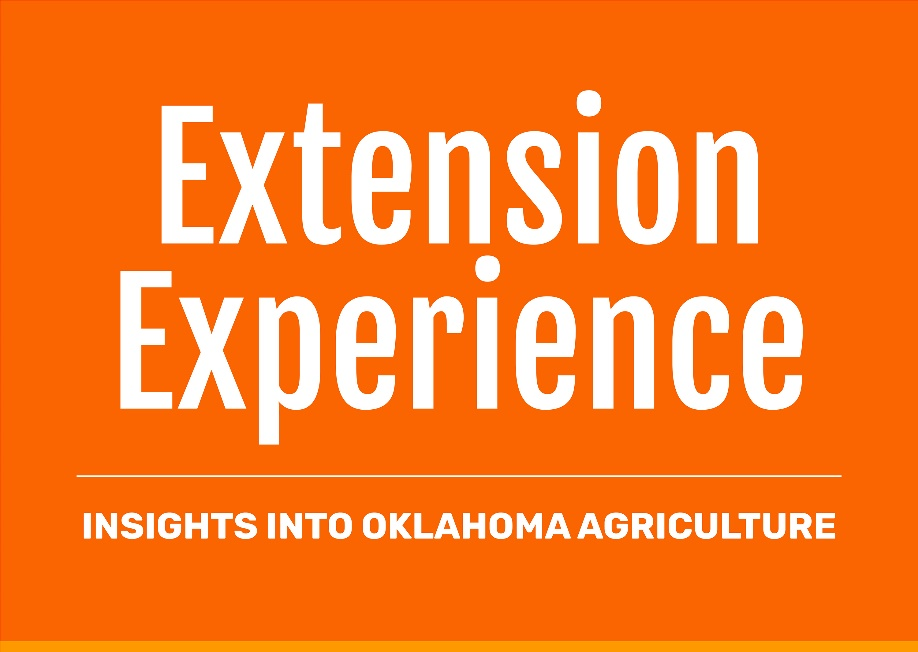 Extension
Experience
INSIGHTS INTO OKLAHOMA AGRICULTURE